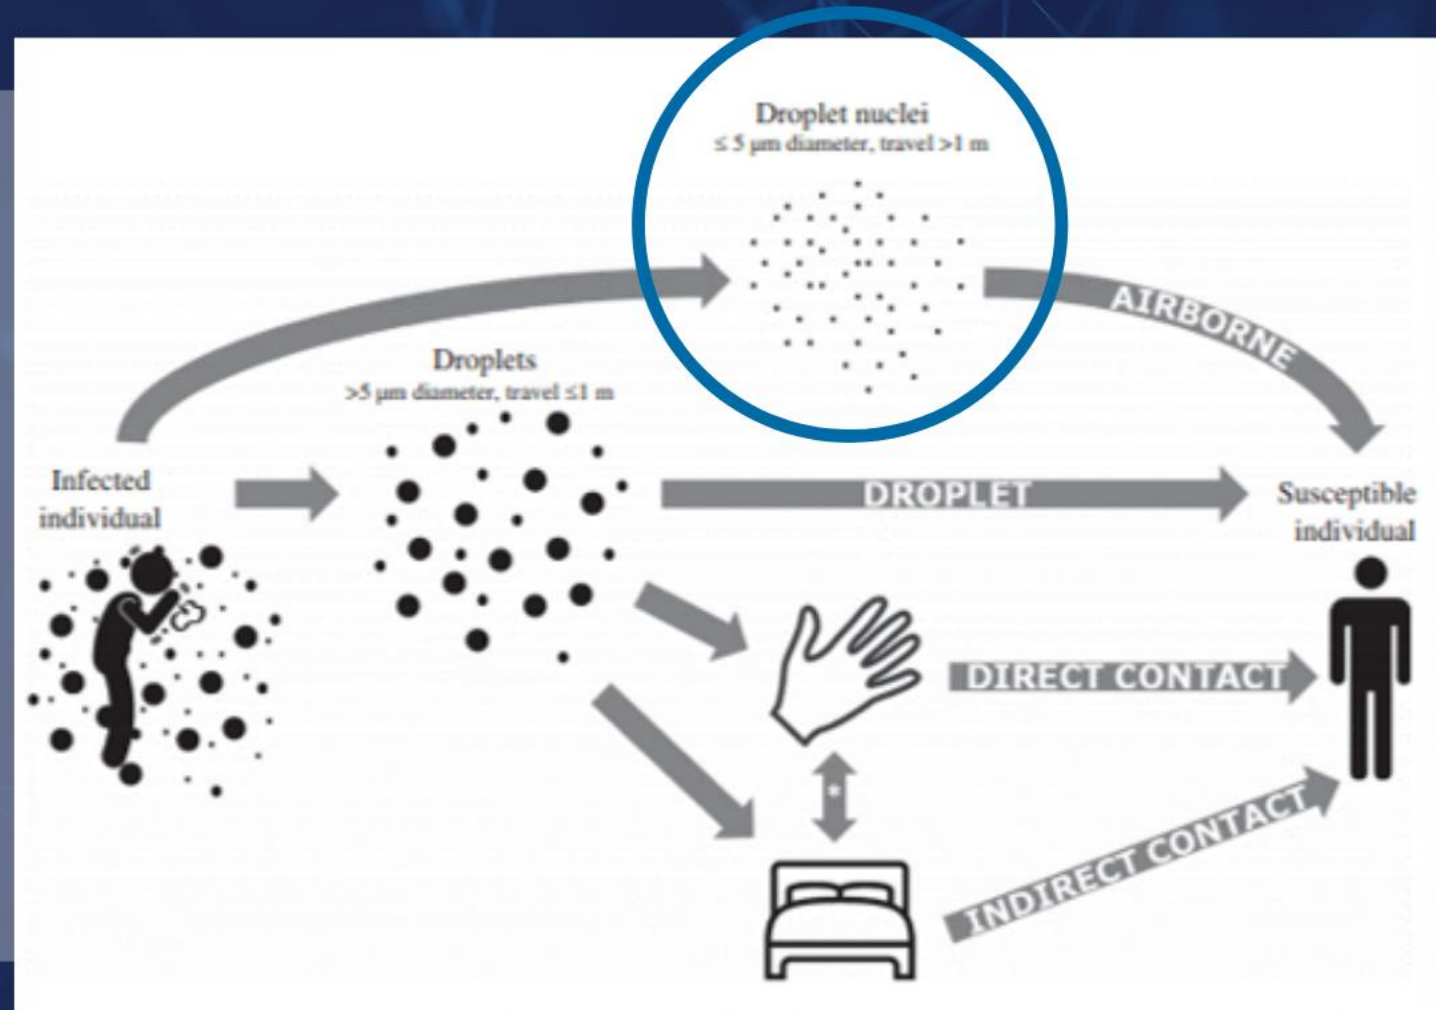 Droplet nuclei
≤ 5 µm diameter, travel >1 m
AIRBORNE
Droplets
>5 µm diameter, travel ≤1 m
Infected
individual
DROPLET
Susceptible
individual
DIRECT CONTACT
*
INDIRECT CONTACT